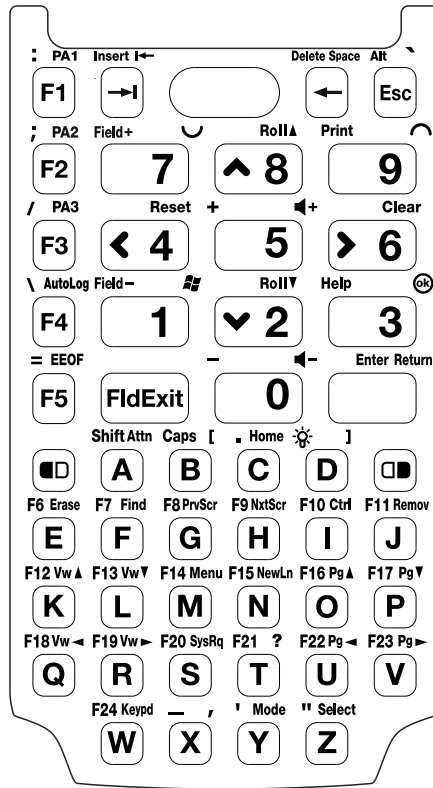 : PA1 Insert Delete Space Alt `
F1 Esc
; PA2 Field+ Roll▲ Print
F2 7 8 9
/ PA3 Reset + + Clear
F3 4 5 6
\ AutoLog Field- Roll▼ Help ok
F4 1 2 3
= EEOF - - Enter Return
F5 FldExit 0
Shift Attn Caps [ . Home ]
A B C D
F6 Erase F7 Find F8 PrvScr F9 NxtScr F10 Ctrl F11 Remov
E F G H I J
F12 Vw▲ F13 Vw▼ F14 Menu F15 NewLn F16 Pg▲ F17 Pg▼
K L M N O P
F18 Vw◄ F19 Vw► F20 SysRq F21 ? F22 Pg◄ F23 Pg►
Q R S T U V
F24 Keypd _ , ' Mode " Select
W X Y Z